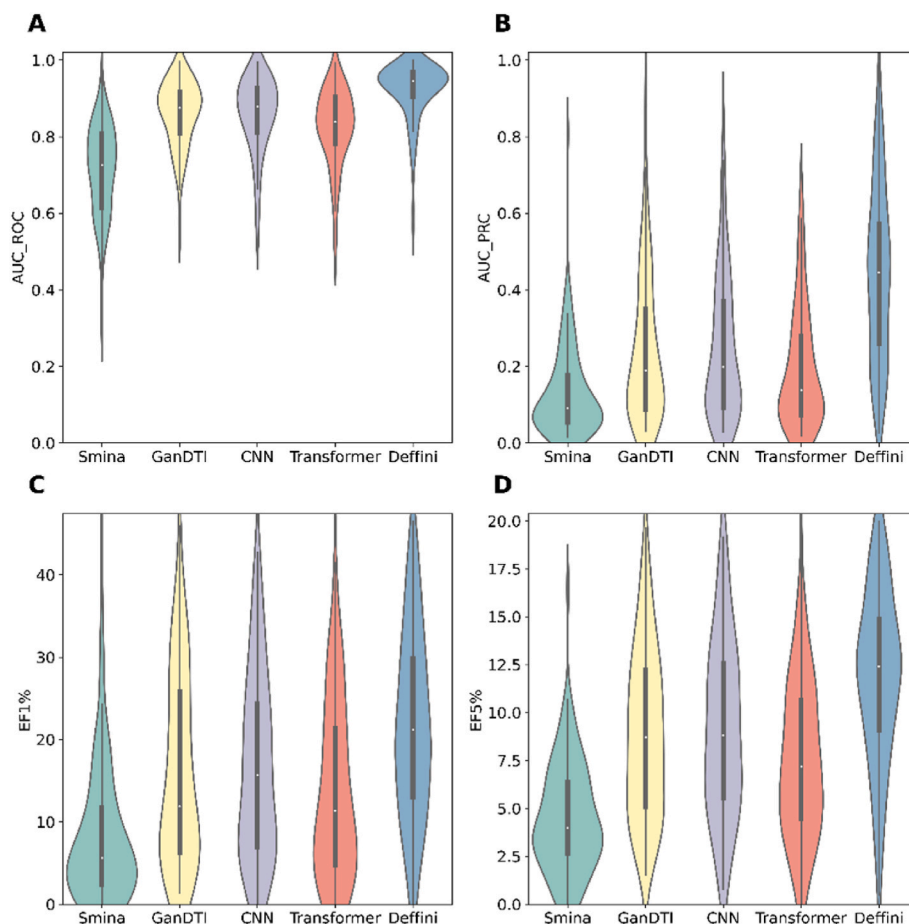 A
1.0
0.8
0.6
0.4
0.2
0.0
AUC_ROC
Smina GanDTI CNN Transformer Deffini
B
1.0
0.8
0.6
0.4
0.2
0.0
AUC_PRC
Smina GanDTI CNN Transformer Deffini
C
40
30
20
10
0
EF1%
Smina GanDTI CNN Transformer Deffini
D
20.0
17.5
15.0
12.5
10.0
7.5
5.0
2.5
0.0
EF5%
Smina GanDTI CNN Transformer Deffini